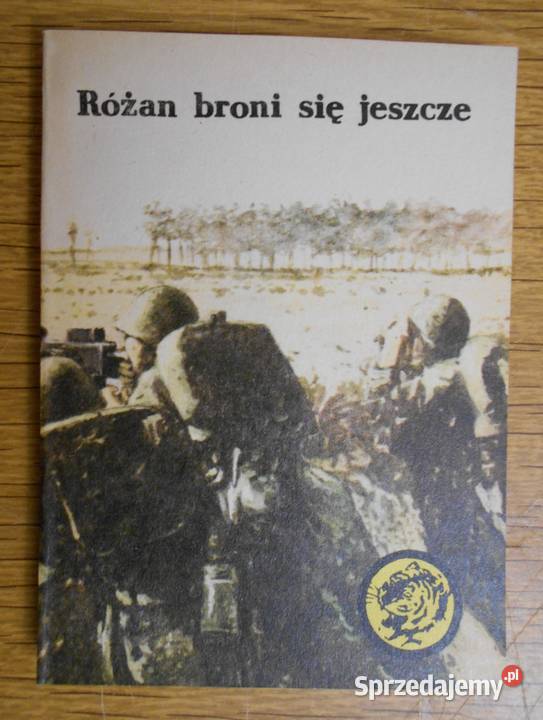 Różan broni się jeszcze
Sprzedajemy.pl